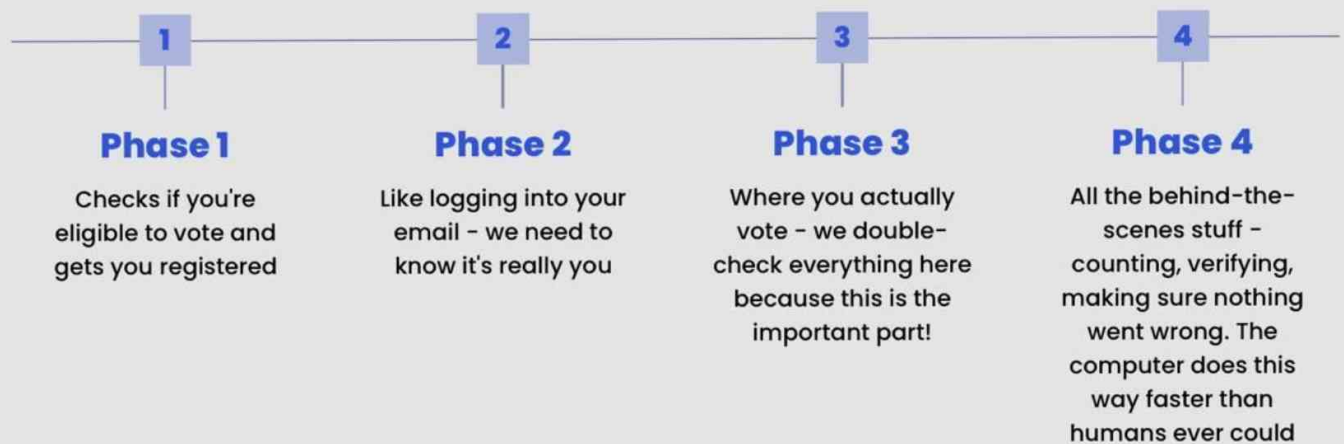 1
2
3
4
Phase 1
Checks if you're
eligible to vote and
gets you registered
Phase 2
Like logging into your
email - we need to
know it's really you
Phase 3
Where you actually
vote - we double-
check everything here
because this is the
important part!
Phase 4
All the behind-the-
scenes stuff -
counting, verifying,
making sure nothing
went wrong. The
computer does this
way faster than
humans ever could